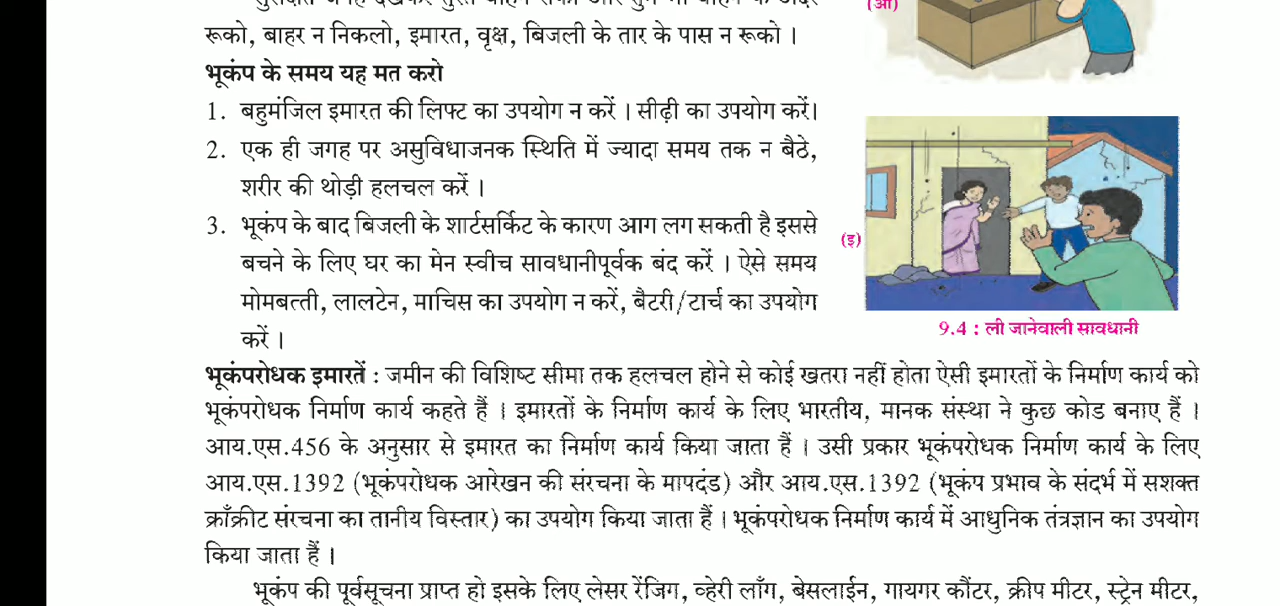 रूको, बाहर न निकलो, इमारत, वृक्ष, बिजली के तार के पास न रूको ।
(आ)
भूकंप के समय यह मत करो
1. बहुमंजिल इमारत की लिफ्ट का उपयोग न करें । सीढ़ी का उपयोग करें।
2. एक ही जगह पर असुविधाजनक स्थिति में ज्यादा समय तक न बैठे,
शरीर की थोड़ी हलचल करें ।
3. भूकंप के बाद बिजली के शार्टसर्किट के कारण आग लग सकती है इससे
बचने के लिए घर का मेन स्वीच सावधानीपूर्वक बंद करें । ऐसे समय
मोमबत्ती, लालटेन, माचिस का उपयोग न करें, बैटरी/टार्च का उपयोग
करें ।
(इ)
9.4 : ली जानेवाली सावधानी
भूकंपरोधक इमारतें : जमीन की विशिष्ट सीमा तक हलचल होने से कोई खतरा नहीं होता ऐसी इमारतों के निर्माण कार्य को
भूकंपरोधक निर्माण कार्य कहते हैं । इमारतों के निर्माण कार्य के लिए भारतीय, मानक संस्था ने कुछ कोड बनाए हैं ।
आय.एस.456 के अनुसार से इमारत का निर्माण कार्य किया जाता हैं । उसी प्रकार भूकंपरोधक निर्माण कार्य के लिए
आय.एस.1392 (भूकंपरोधक आरेखन की संरचना के मापदंड) और आय.एस.1392 (भूकंप प्रभाव के संदर्भ में सशक्त
क्राँक्रीट संरचना का तानीय विस्तार) का उपयोग किया जाता हैं । भूकंपरोधक निर्माण कार्य में आधुनिक तंत्रज्ञान का उपयोग
किया जाता हैं ।
भूकंप की पूर्वसूचना प्राप्त हो इसके लिए लेसर रेंजिग, व्हेरी लाँग, बेसलाईन, गायगर कौंटर, क्रीप मीटर, स्ट्रेन मीटर,